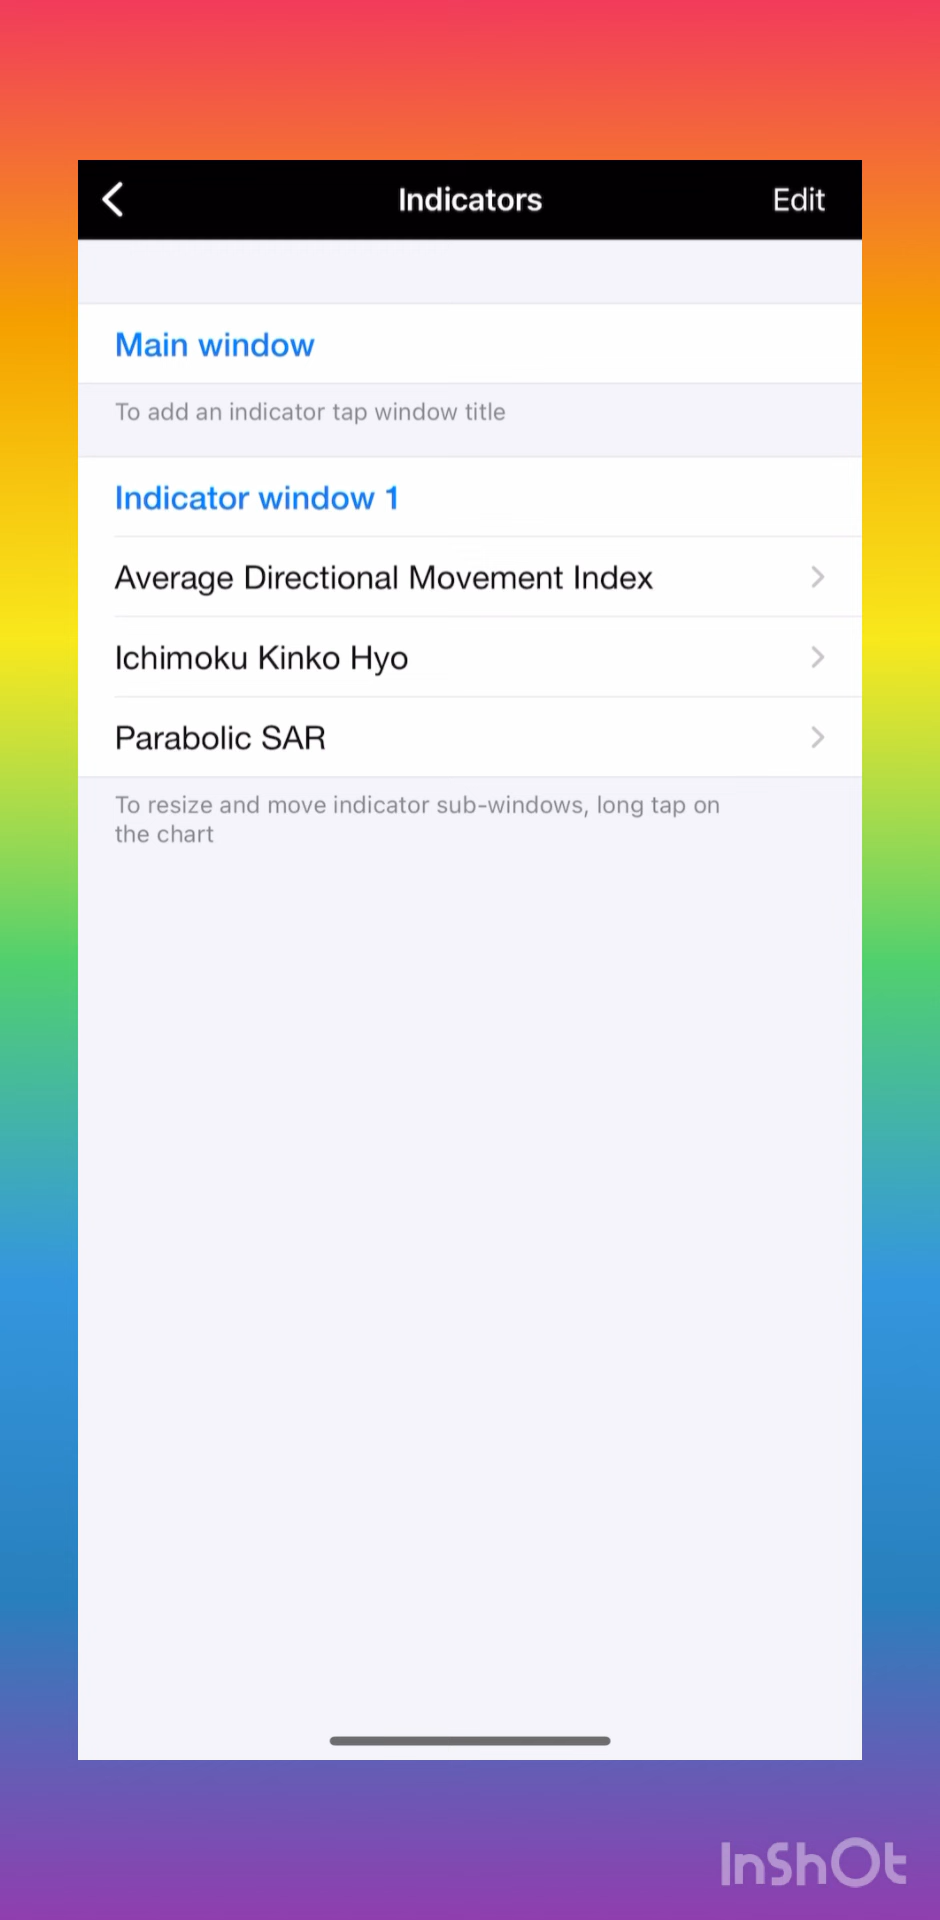 Indicators
Edit
Main window
To add an indicator tap window title
Indicator window 1
Average Directional Movement Index
Ichimoku Kinko Hyo
Parabolic SAR
To resize and move indicator sub-windows, long tap on
the chart
InShOt